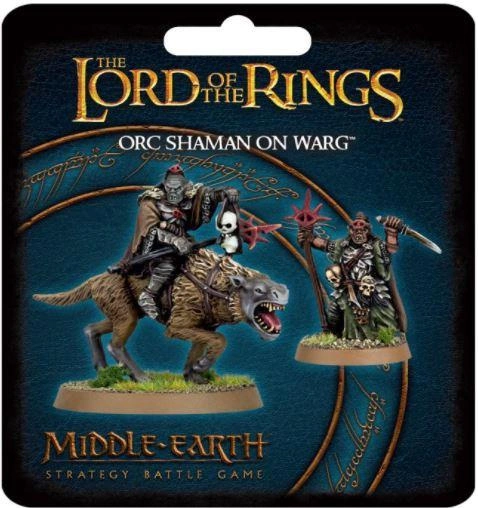 THE
LORD OF THE RINGS
ORC SHAMAN ON WARG™
MIDDLE-EARTH
STRATEGY BATTLE GAME